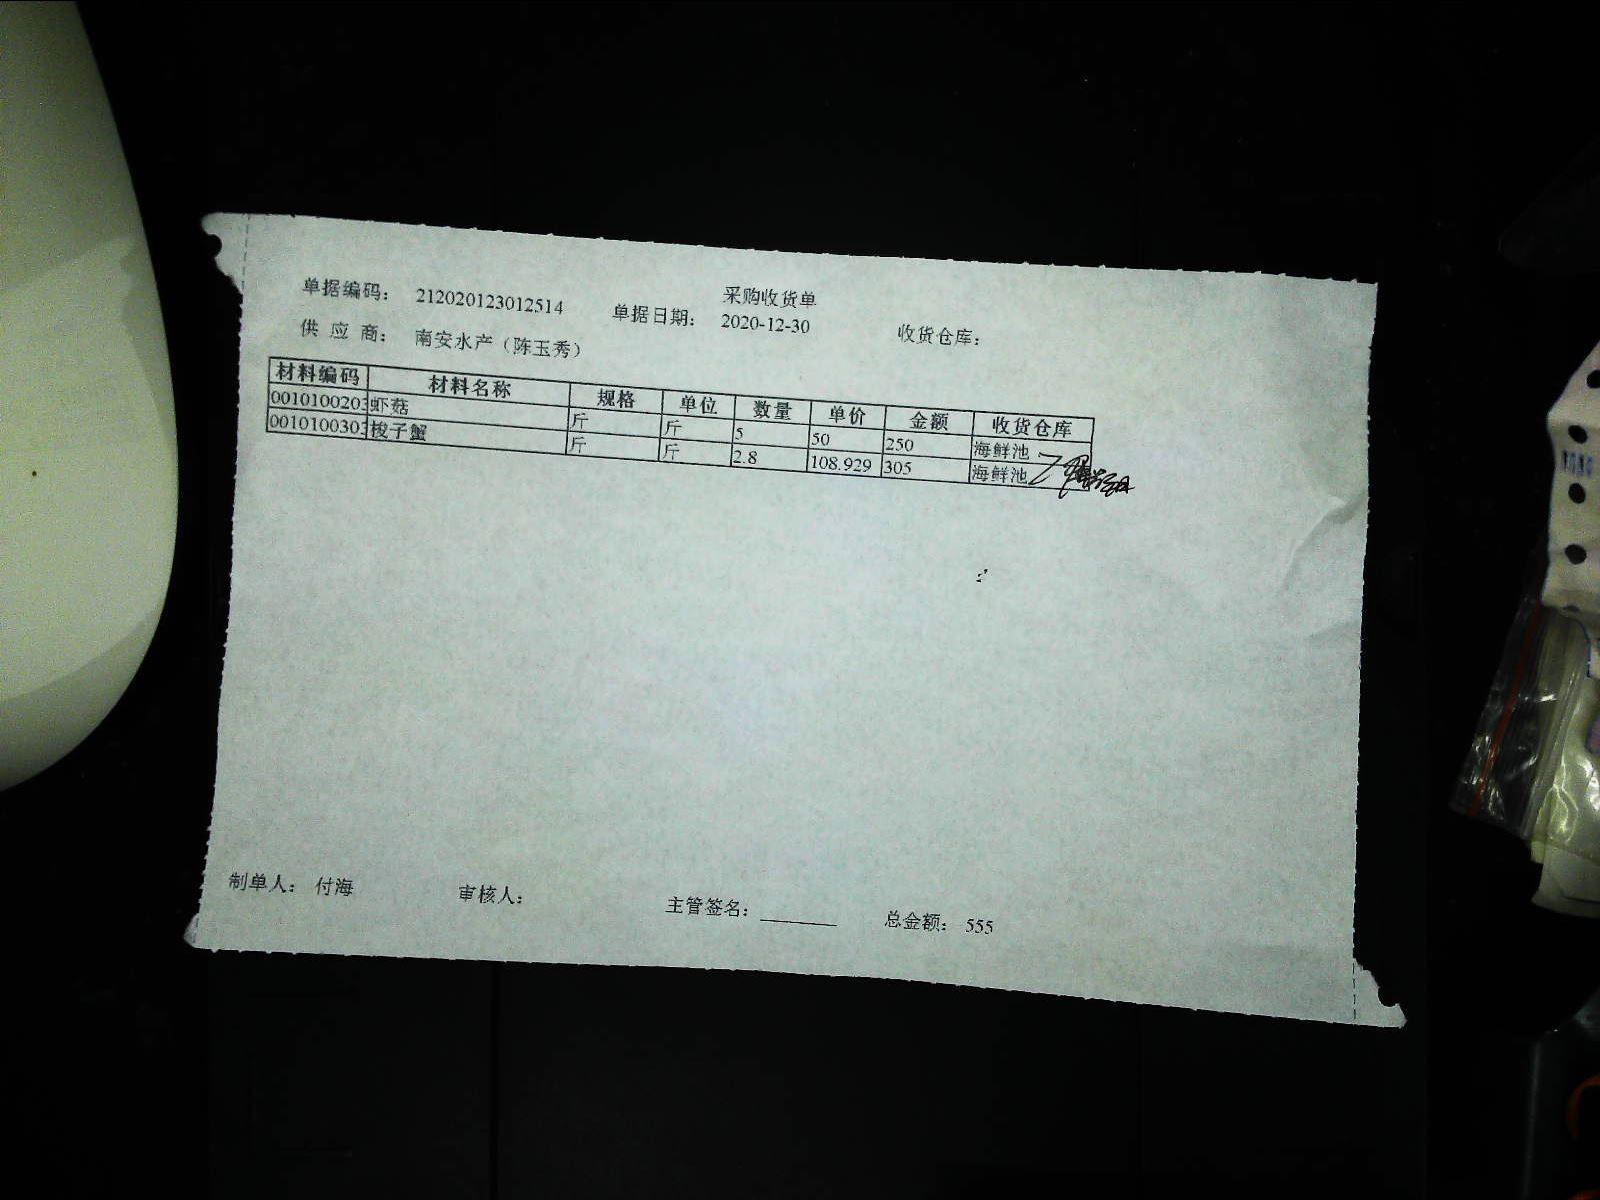 采购收货单
单据编码： 212020123012514 单据日期： 2020-12-30 收货仓库：
供 应 商： 南安水产（陈玉秀）
材料编码 材料名称 规格 单位 数量 单价 金额 收货仓库
0010100203 虾菇 斤 斤 5 50 250 海鲜池
0010100303 梭子蟹 斤 斤 2.8 108.929 305 海鲜池
制单人： 付海 审核人： 主管签名： 总金额： 555